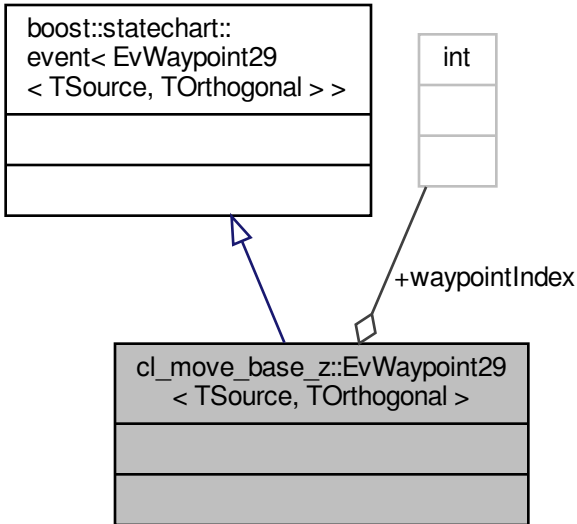 boost::statechart::
event< EvWaypoint29
< TSource, TOrthogonal > >
int
+waypointIndex
cl_move_base_z::EvWaypoint29
< TSource, TOrthogonal >